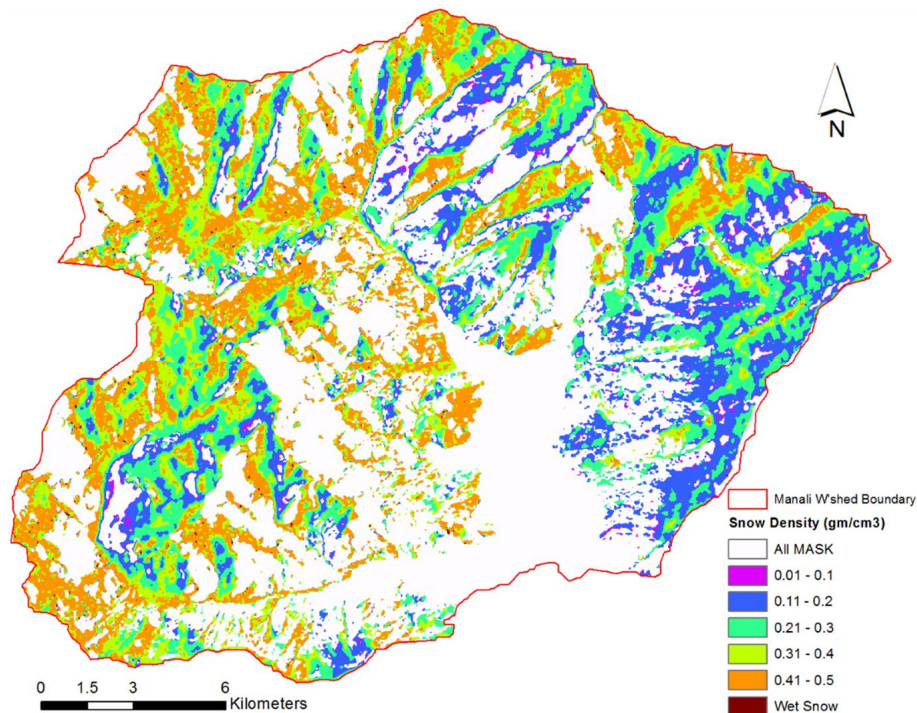 N
Manali W'shed Boundary
Snow Density (gm/cm3)
All MASK
0.01 - 0.1
0.11 - 0.2
0.21 - 0.3
0.31 - 0.4
0.41 - 0.5
Wet Snow
0 1.5 3 6
Kilometers